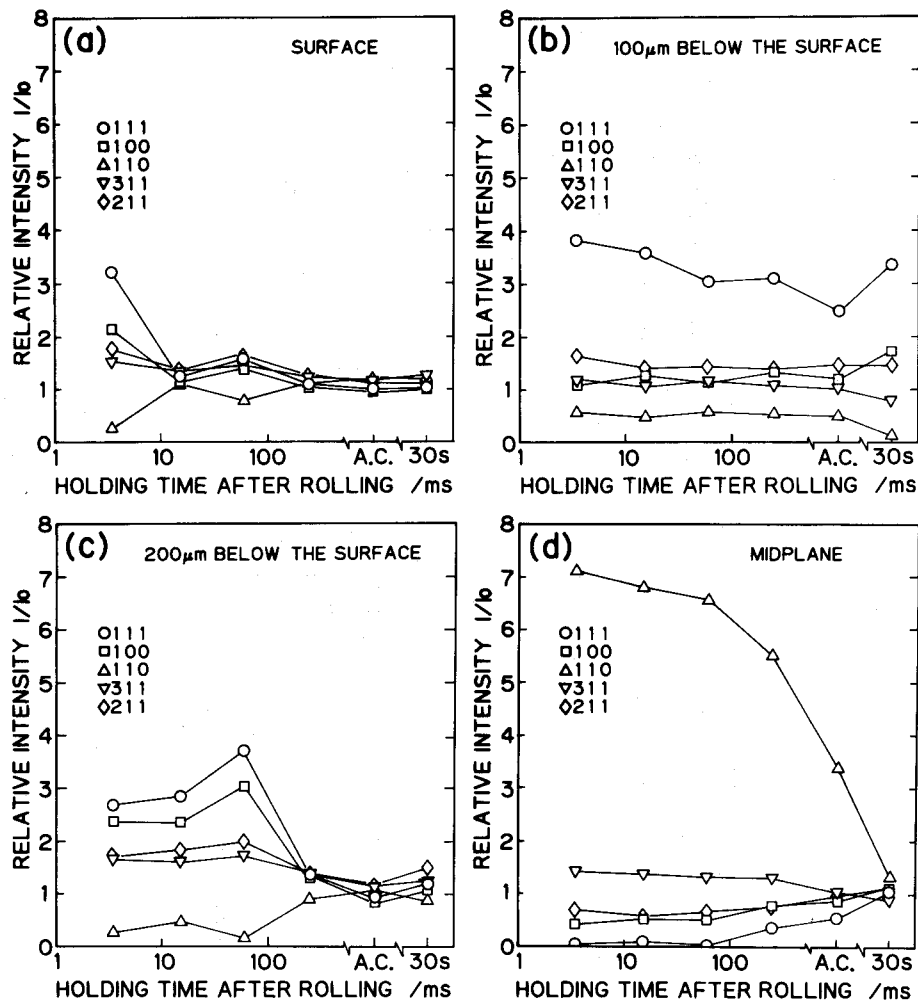 (a)
SURFACE
RELATIVE INTENSITY I/Io
8
7
6
5
4
3
2
1
0
○111
□100
△110
▽311
◇211
1 10 100 A.C. 30s
HOLDING TIME AFTER ROLLING /ms
(b)
100μm BELOW THE SURFACE
RELATIVE INTENSITY I/Io
8
7
6
5
4
3
2
1
0
○111
□100
△110
▽311
◇211
1 10 100 A.C. 30s
HOLDING TIME AFTER ROLLING /ms
(c)
200μm BELOW THE SURFACE
RELATIVE INTENSITY I/Io
8
7
6
5
4
3
2
1
0
○111
□100
△110
▽311
◇211
1 10 100 A.C. 30s
HOLDING TIME AFTER ROLLING /ms
(d)
MIDPLANE
RELATIVE INTENSITY I/Io
8
7
6
5
4
3
2
1
0
○111
□100
△110
▽311
◇211
1 10 100 A.C. 30s
HOLDING TIME AFTER ROLLING /ms